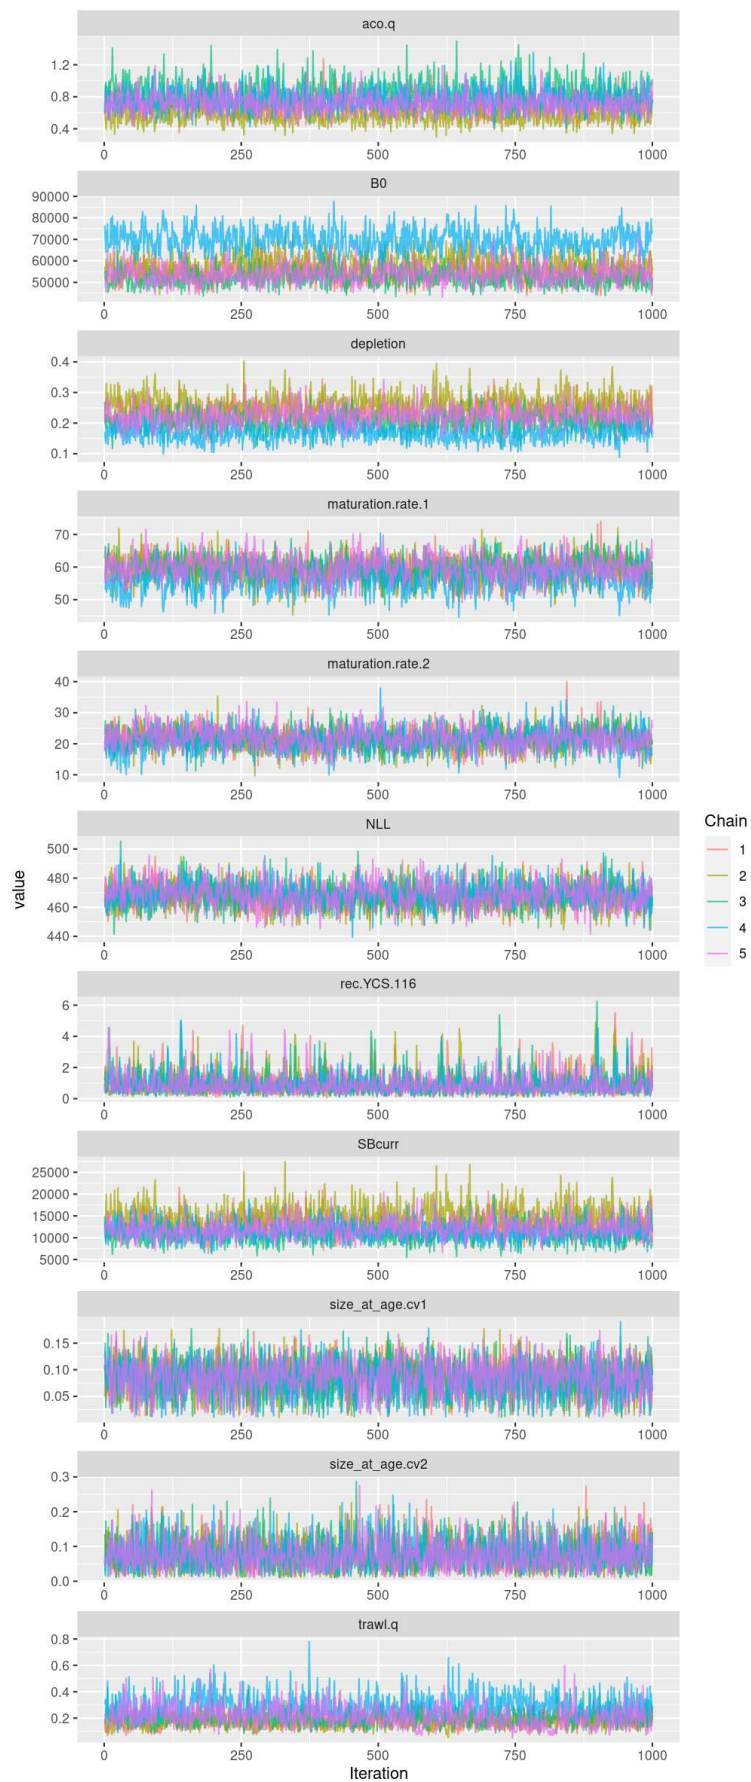 aco.q
1.2
0.8
0.4
0 250 500 750 1000
B0
90000
80000
70000
60000
50000
0 250 500 750 1000
depletion
0.4
0.3
0.2
0.1
0 250 500 750 1000
maturation.rate.1
70
60
50
0 250 500 750 1000
maturation.rate.2
40
30
20
10
0 250 500 750 1000
NLL
500
480
460
440
0 250 500 750 1000
rec.YCS.116
6
4
2
0
0 250 500 750 1000
SBcurr
25000
20000
15000
10000
5000
0 250 500 750 1000
size_at_age.cv1
0.15
0.10
0.05
0 250 500 750 1000
size_at_age.cv2
0.3
0.2
0.1
0.0
0 250 500 750 1000
trawl.q
0.8
0.6
0.4
0.2
0 250 500 750 1000
Iteration
value
Chain
1
2
3
4
5